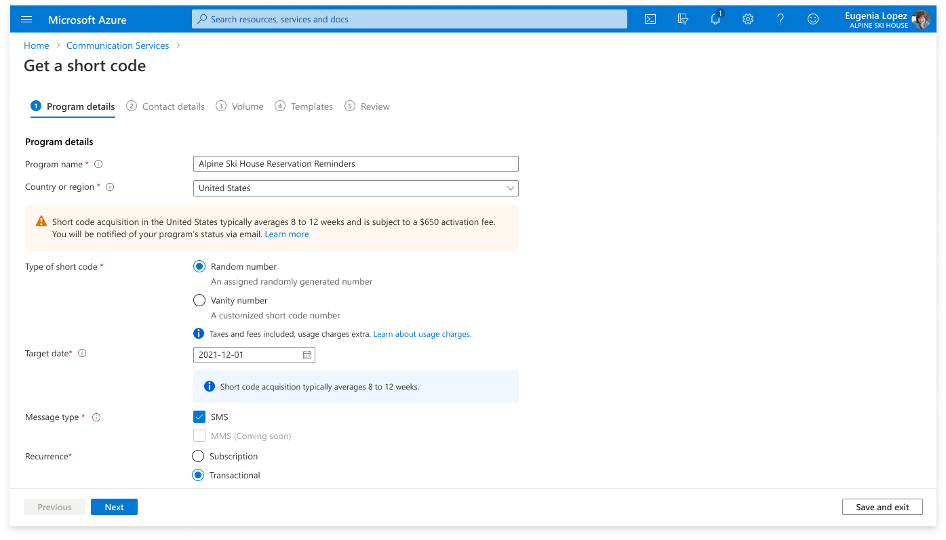 Microsoft Azure
Search resources, services and docs
1
Eugenia Lopez
ALPINE SKI HOUSE
Home > Communication Services >
Get a short code
1 Program details 2 Contact details 3 Volume 4 Templates 5 Review
Program details
Program name *
Alpine Ski House Reservation Reminders
Country or region *
United States
Short code acquisition in the United States typically averages 8 to 12 weeks and is subject to a $650 activation fee.
You will be notified of your program's status via email. Learn more
Type of short code *
Random number
An assigned randomly generated number
Vanity number
A customized short code number
Taxes and fees included, usage charges extra. Learn about usage charges.
Target date*
2021-12-01
Short code acquisition typically averages 8 to 12 weeks.
Message type *
SMS
MMS (Coming soon)
Recurrence*
Subscription
Transactional
Previous
Next
Save and exit